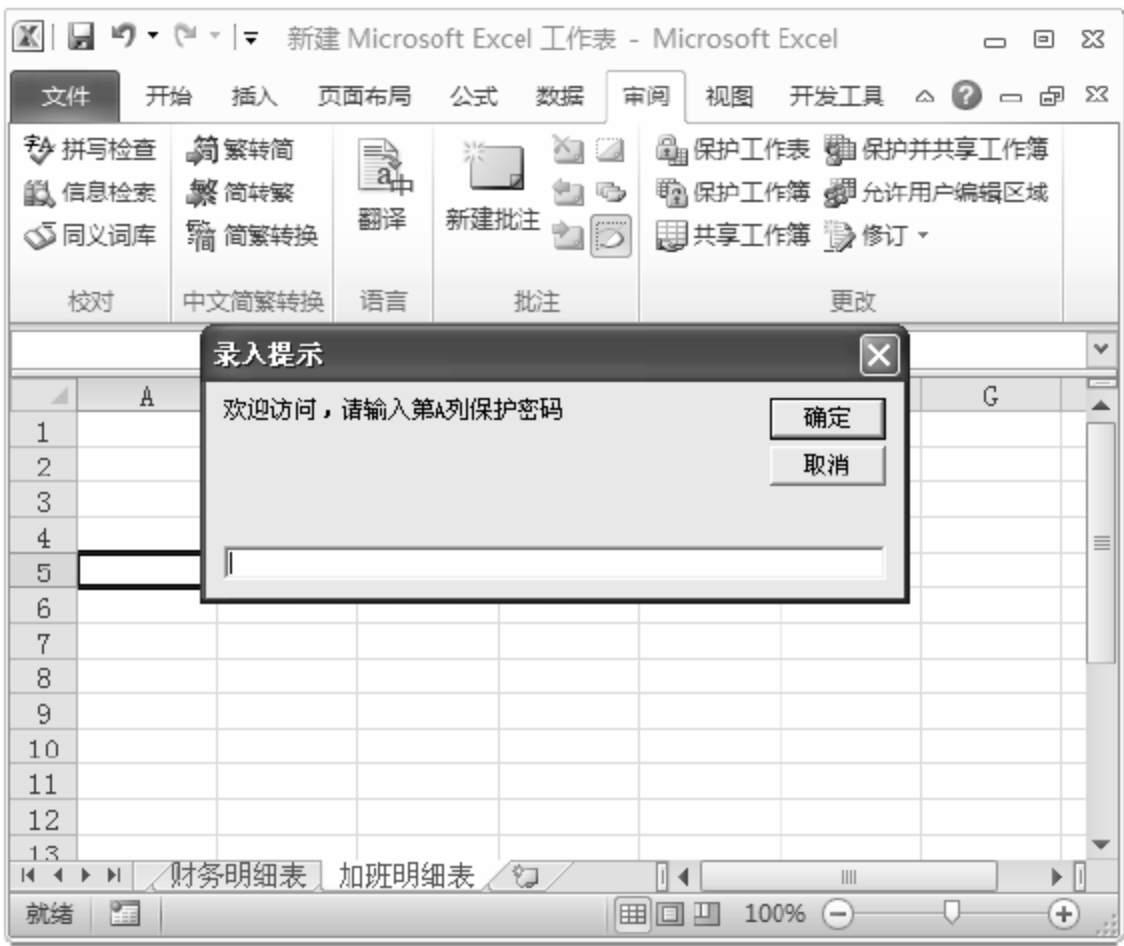 新建 Microsoft Excel 工作表 - Microsoft Excel
文件 开始 插入 页面布局 公式 数据 审阅 视图 开发工具
拼写检查 繁转简 保护工作表 保护并共享工作簿
信息检索 简转繁 翻译 新建批注 保护工作簿 允许用户编辑区域
同义词库 简繁转换 共享工作簿 修订
校对 中文简繁转换 语言 批注 更改
录入提示
A G
欢迎访问，请输入第A列保护密码
确定
取消
1
2
3
4
5
6
7
8
9
10
11
12
13
财务明细表 加班明细表
就绪 100%